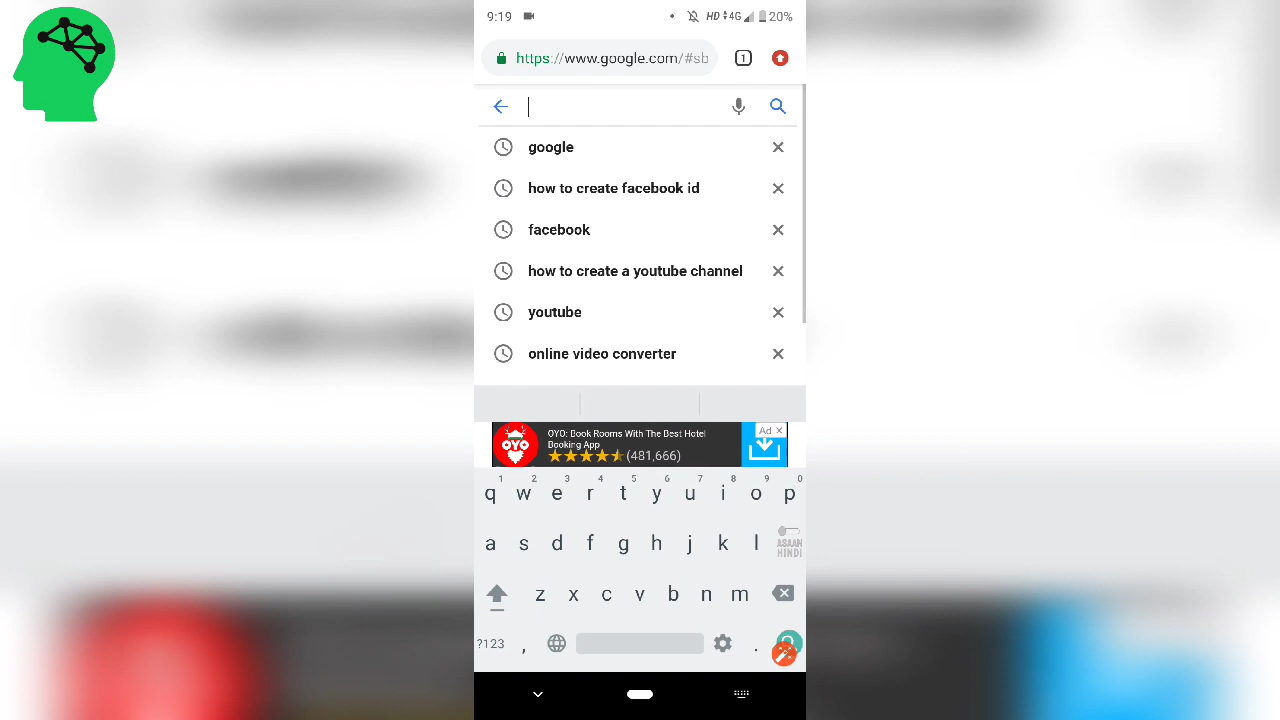 9:19 HD 4G 20%
https://www.google.com/#sb 1
google
how to create facebook id
facebook
how to create a youtube channel
youtube
online video converter
OYO OYO: Book Rooms With The Best Hotel Ad
Booking App
(481,666)
1 2 3 4 5 6 7 8 9 0
q w e r t y u i o p
a s d f g h j k l ASAAN
HINDI
z x c v b n m
?123 , .